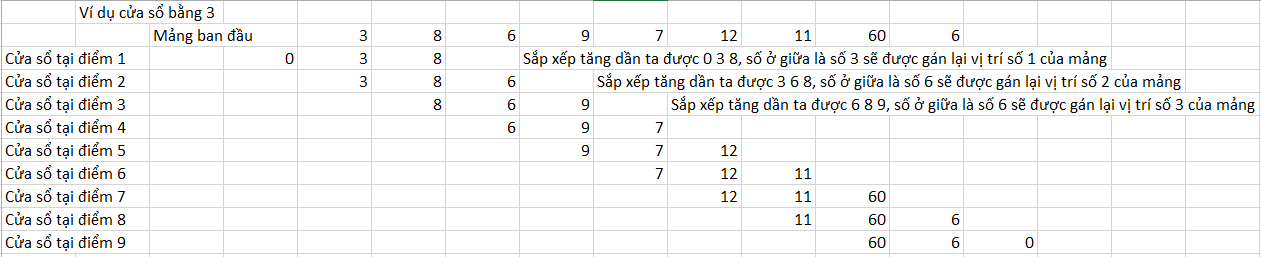 Ví dụ cửa sổ bằng 3
Mảng ban đầu 3 8 6 9 7 12 11 60 6
Cửa sổ tại điểm 1 0 3 8 Sắp xếp tăng dần ta được 0 3 8, số ở giữa là số 3 sẽ được gán lại vị trí số 1 của mảng
Cửa sổ tại điểm 2 3 8 6 Sắp xếp tăng dần ta được 3 6 8, số ở giữa là số 6 sẽ được gán lại vị trí số 2 của mảng
Cửa sổ tại điểm 3 8 6 9 Sắp xếp tăng dần ta được 6 8 9, số ở giữa là số 6 sẽ được gán lại vị trí số 3 của mảng
Cửa sổ tại điểm 4 6 9 7
Cửa sổ tại điểm 5 9 7 12
Cửa sổ tại điểm 6 7 12 11
Cửa sổ tại điểm 7 12 11 60
Cửa sổ tại điểm 8 11 60 6
Cửa sổ tại điểm 9 60 6 0